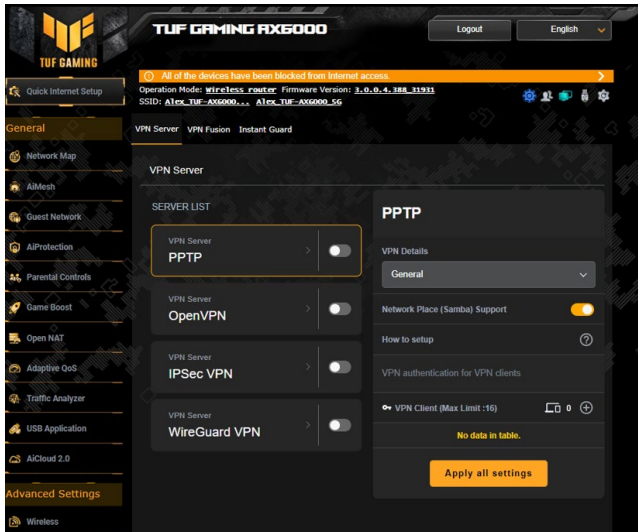 TUF GAMING AX6000
Logout
English
TUF GAMING
All of the devices have been blocked from Internet access.
Quick Internet Setup
Operation Mode: Wireless router Firmware Version: 3.0.0.4.388_31931
SSID: Alex_TUF-AX6000... Alex_TUF-AX6000_5G
General
VPN Server VPN Fusion Instant Guard
Network Map
AiMesh
Guest Network
AiProtection
Parental Controls
Game Boost
Open NAT
Adaptive QoS
Traffic Analyzer
USB Application
AiCloud 2.0
Advanced Settings
Wireless
VPN Server
SERVER LIST
VPN Server
PPTP
VPN Server
OpenVPN
VPN Server
IPSec VPN
VPN Server
WireGuard VPN
PPTP
VPN Details
General
Network Place (Samba) Support
How to setup
VPN authentication for VPN clients
VPN Client (Max Limit :16) 0
No data in table.
Apply all settings